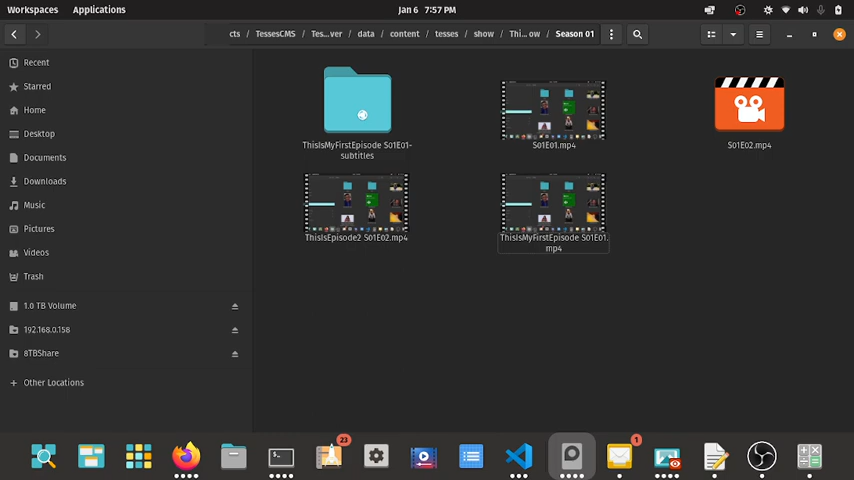 Workspaces
Applications
Jan 6 7:57 PM
cts / TessesCMS / Tes…ver / data / content / tesses / show / Thi…ow / Season 01
Recent
Starred
Home
Desktop
Documents
Downloads
Music
Pictures
Videos
Trash
1.0 TB Volume
192.168.0.158
8TBShare
+ Other Locations
ThisIsMyFirstEpisode S01E01-
subtitles
S01E01.mp4
S01E02.mp4
ThisIsEpisode2 S01E02.mp4
ThisIsMyFirstEpisode S01E01.
mp4
23
1